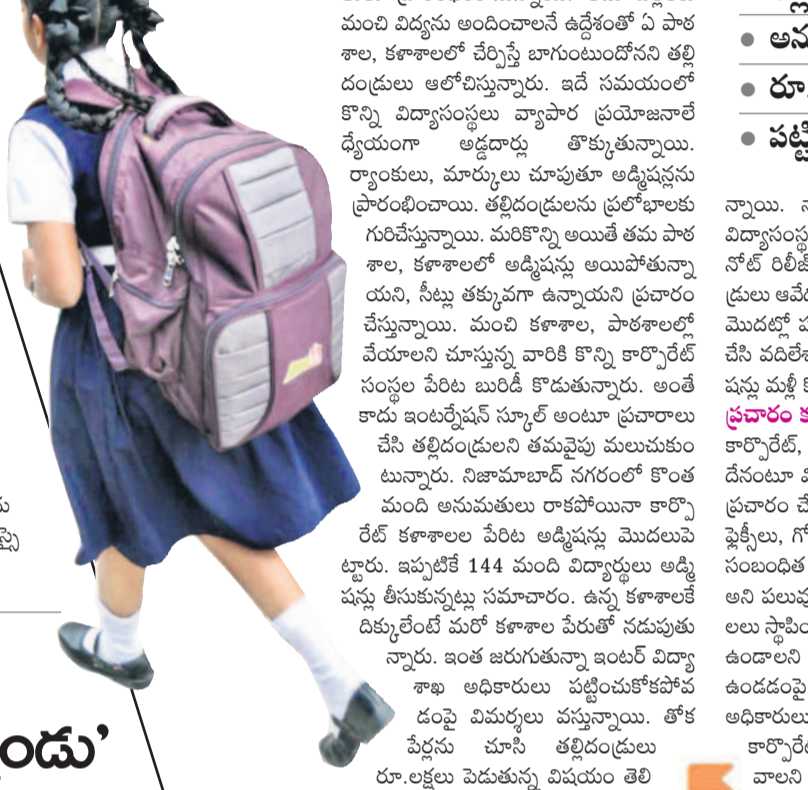 మంచి విద్యను అందించాలనే ఉద్దేశంతో ఏ పాఠ
శాల, కళాశాలలో చేర్పిస్తే బాగుంటుందోనని తల్లి
దండ్రులు ఆలోచిస్తున్నారు. ఇదే సమయంలో
కొన్ని విద్యాసంస్థలు వ్యాపార ప్రయోజనాలే
ధ్యేయంగా అడ్డదార్లు తొక్కుతున్నాయి.
ర్యాంకులు, మార్కులు చూపుతూ అడ్మిషన్లను
ప్రారంభించాయి. తల్లిదండ్రులను ప్రలోభాలకు
గురిచేస్తున్నాయి. మరికొన్ని అయితే తమ పాఠ
శాల, కళాశాలలో అడ్మిషన్లు అయిపోతున్నా
యని, సీట్లు తక్కువగా ఉన్నాయని ప్రచారం
చేస్తున్నాయి. మంచి కళాశాల, పాఠశాలల్లో
వేయాలని చూస్తున్న వారికి కొన్ని కార్పొరేట్
సంస్థల పేరిట బురిడీ కొడుతున్నారు. అంతే
కాదు ఇంటర్నేషన్ స్కూల్ అంటూ ప్రచారాలు
చేసి తల్లిదండ్రులని తమవైపు మలుచుకుం
టున్నారు. నిజామాబాద్ నగరంలో కొంత
మంది అనుమతులు రాకపోయినా కార్పొ
రేట్ కళాశాలల పేరిట అడ్మిషన్లు మొదలుపె
ట్టారు. ఇప్పటికే 144 మంది విద్యార్థులు అడ్మి
షన్లు తీసుకున్నట్లు సమాచారం. ఉన్న కళాశాలకే
దిక్కులేంటే మరో కళాశాల పేరుతో నడుపుతు
న్నారు. ఇంత జరుగుతున్నా ఇంటర్ విద్యా
శాఖ అధికారులు పట్టించుకోకపోవ
డంపై విమర్శలు వస్తున్నాయి. తోక
పేర్లను చూసి తల్లిదండ్రులు
రూ.లక్షలు పెడుతున్న విషయం తెలి
న్నాయి.
విద్యాసంస్థ
నోట్ రిలీజ్
డ్రులు ఆవే
మొదట్లో
చేసి వదిలే
షన్లు మళ్లీ
ప్రచారం
కార్పొరేట్,
దేనంటూ
ప్రచారం
ఫ్లెక్సీలు,
సంబంధిత
అని పలువు
లలు స్థాపిం
ఉండాలని
ఉండడంపై
అధికారులు
కార్పొరే
వాలని